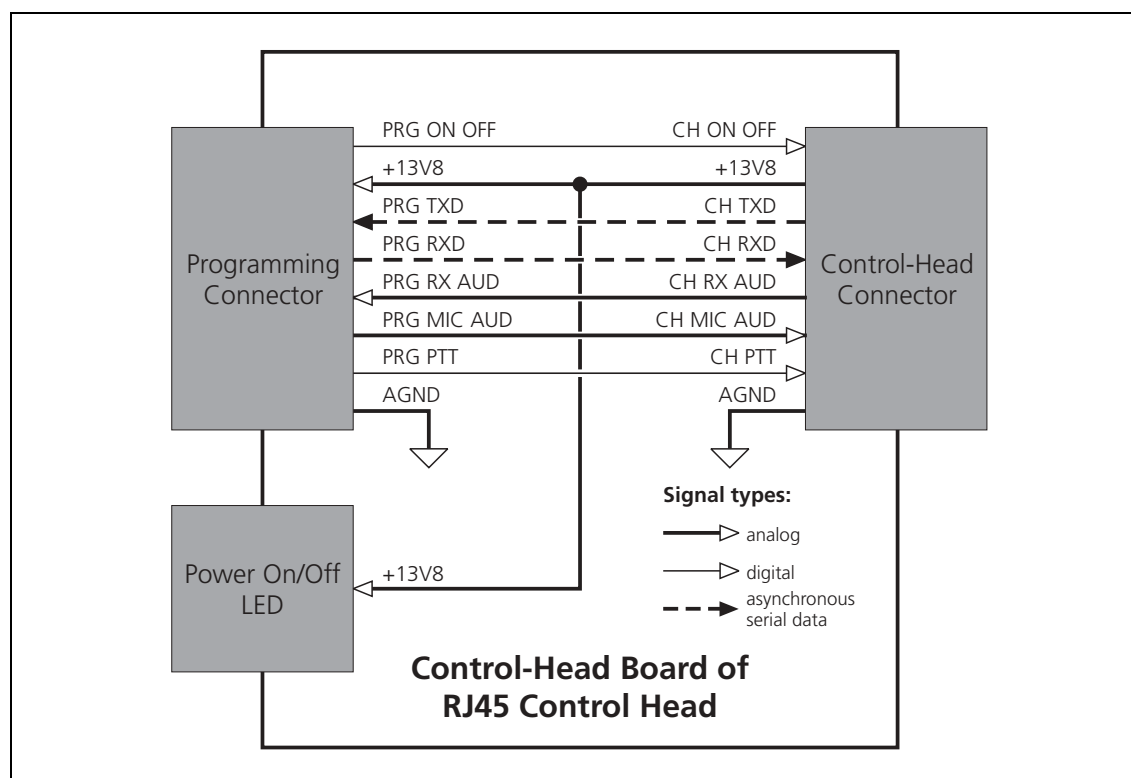 PRG ON OFF CH ON OFF
+13V8 +13V8
PRG TXD CH TXD
PRG RXD CH RXD
Programming
Connector
Control-Head
Connector
PRG RX AUD CH RX AUD
PRG MIC AUD CH MIC AUD
PRG PTT CH PTT
AGND AGND
Signal types:
analog
digital
asynchronous
serial data
Power On/Off
LED
+13V8
Control-Head Board of
RJ45 Control Head